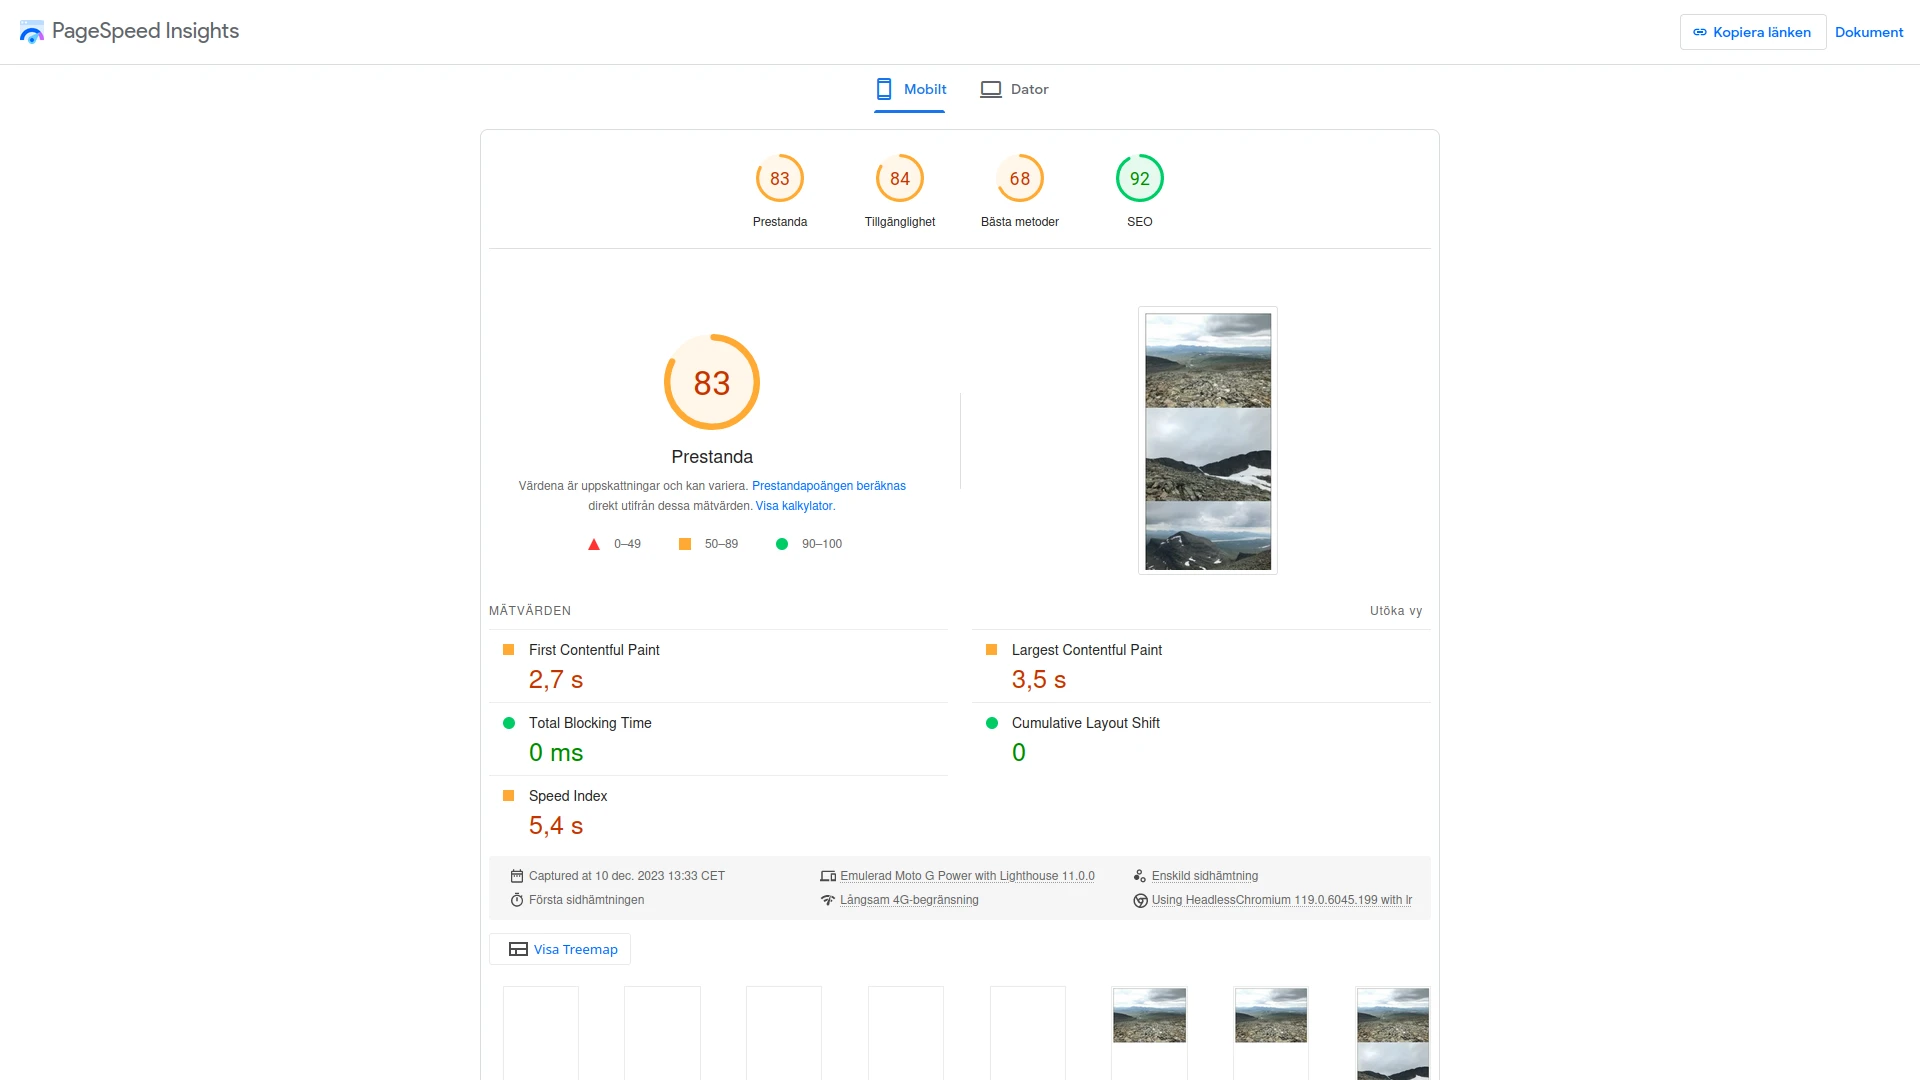 PageSpeed Insights
Kopiera länken
Dokument
Mobilt
Dator
83
84
68
92
Prestanda
Tillgänglighet
Bästa metoder
SEO
83
Prestanda
Värdena är uppskattningar och kan variera. Prestandapoängen beräknas
direkt utifrån dessa mätvärden. Visa kalkylator.
0–49
50–89
90–100
MÄTVÄRDEN
Utöka vy
First Contentful Paint
2,7 s
Largest Contentful Paint
3,5 s
Total Blocking Time
0 ms
Cumulative Layout Shift
0
Speed Index
5,4 s
Captured at 10 dec. 2023 13:33 CET
Emulerad Moto G Power with Lighthouse 11.0.0
Enskild sidhämtning
Första sidhämtningen
Långsam 4G-begränsning
Using HeadlessChromium 119.0.6045.199 with lr
Visa Treemap